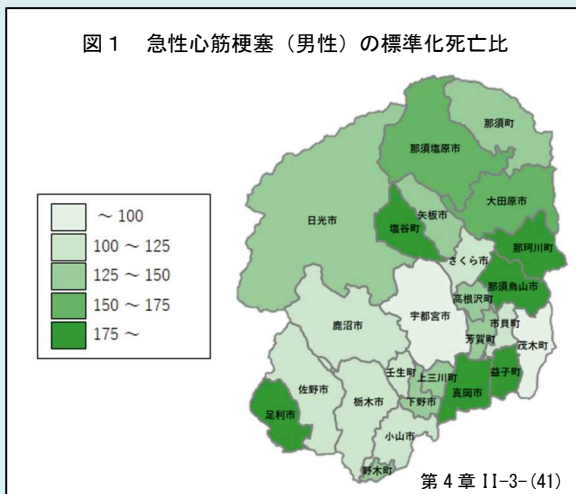 図１　急性心筋梗塞（男性）の標準化死亡比
那須町
那須塩原市
大田原市
日光市
矢板市
塩谷町
那珂川町
さくら市
那須烏山市
高根沢町
宇都宮市
市貝町
鹿沼市
芳賀町
茂木町
壬生町
上三川町
益子町
佐野市
下野市
真岡市
栃木市
足利市
小山市
野木町
～ 100
100 ～ 125
125 ～ 150
150 ～ 175
175 ～
第４章 II-3-(41)